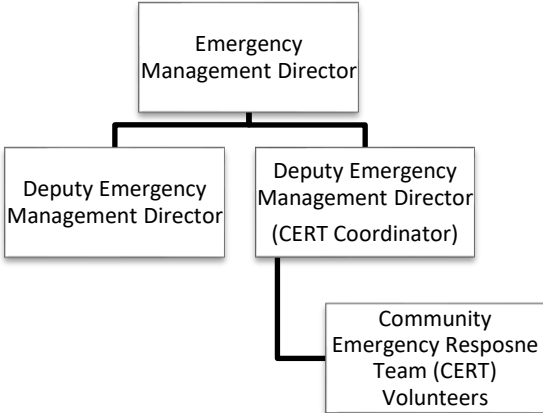 Emergency
Management Director
Deputy Emergency
Management Director
Deputy Emergency
Management Director
(CERT Coordinator)
Community
Emergency Resposne
Team (CERT)
Volunteers